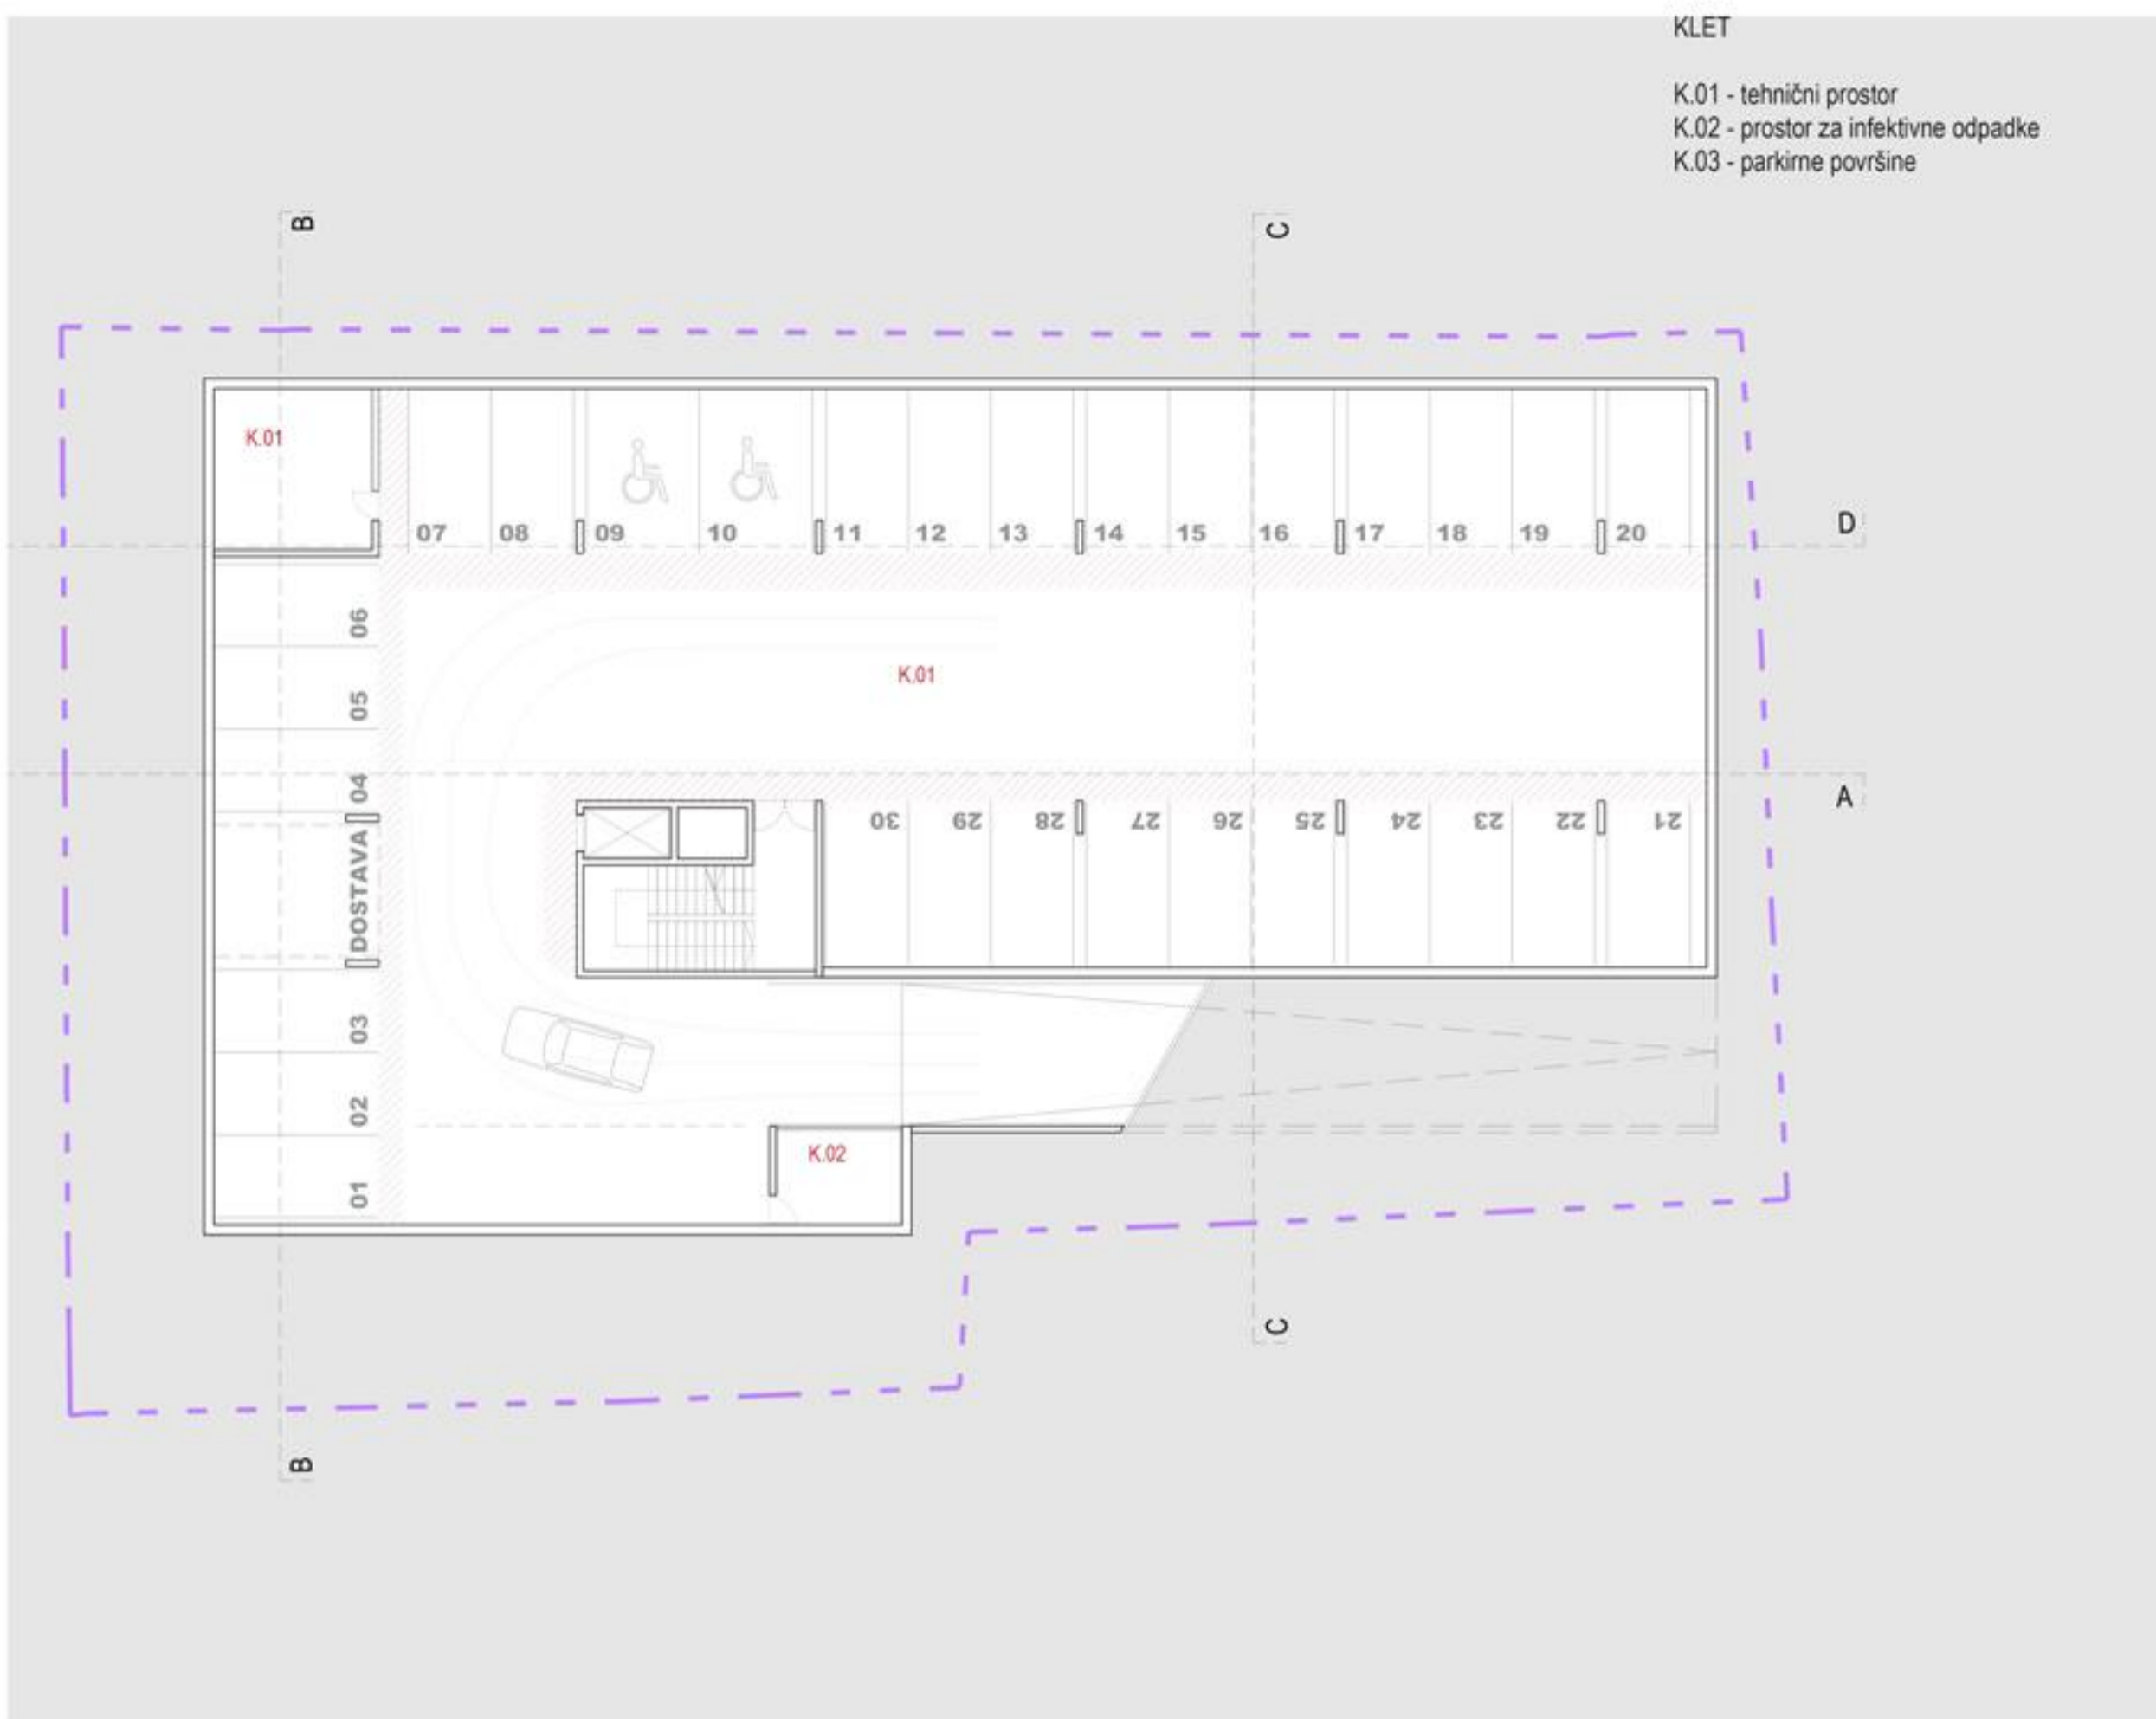 KLET
K.01 - tehnični prostor
K.02 - prostor za infektivne odpadke
K.03 - parkirne površine
B
C
K.01
07
08
09
10
11
12
13
14
15
16
17
18
19
20
D
06
05
04
DOSTAVA
03
02
01
K.01
A
30
29
28
27
26
25
24
23
22
21
K.02
C
B